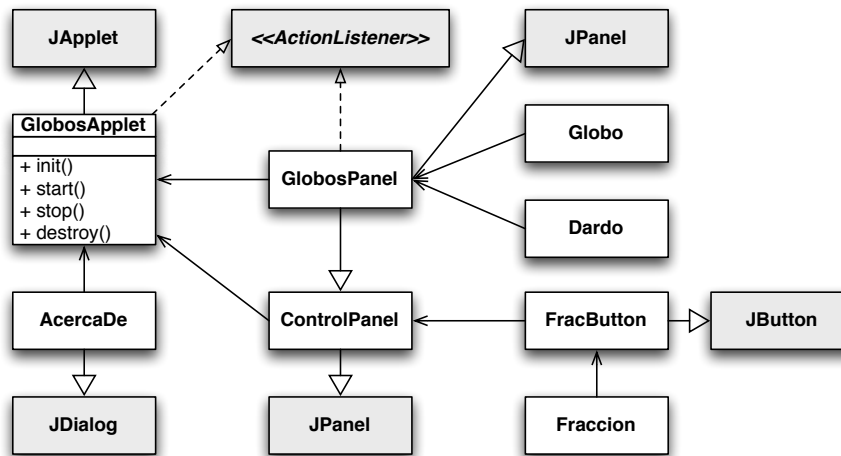 JApplet
<<ActionListener>>
JPanel
GlobosApplet
+ init()
+ start()
+ stop()
+ destroy()
GlobosPanel
Globo
Dardo
AcercaDe
ControlPanel
FracButton
JButton
JDialog
JPanel
Fraccion